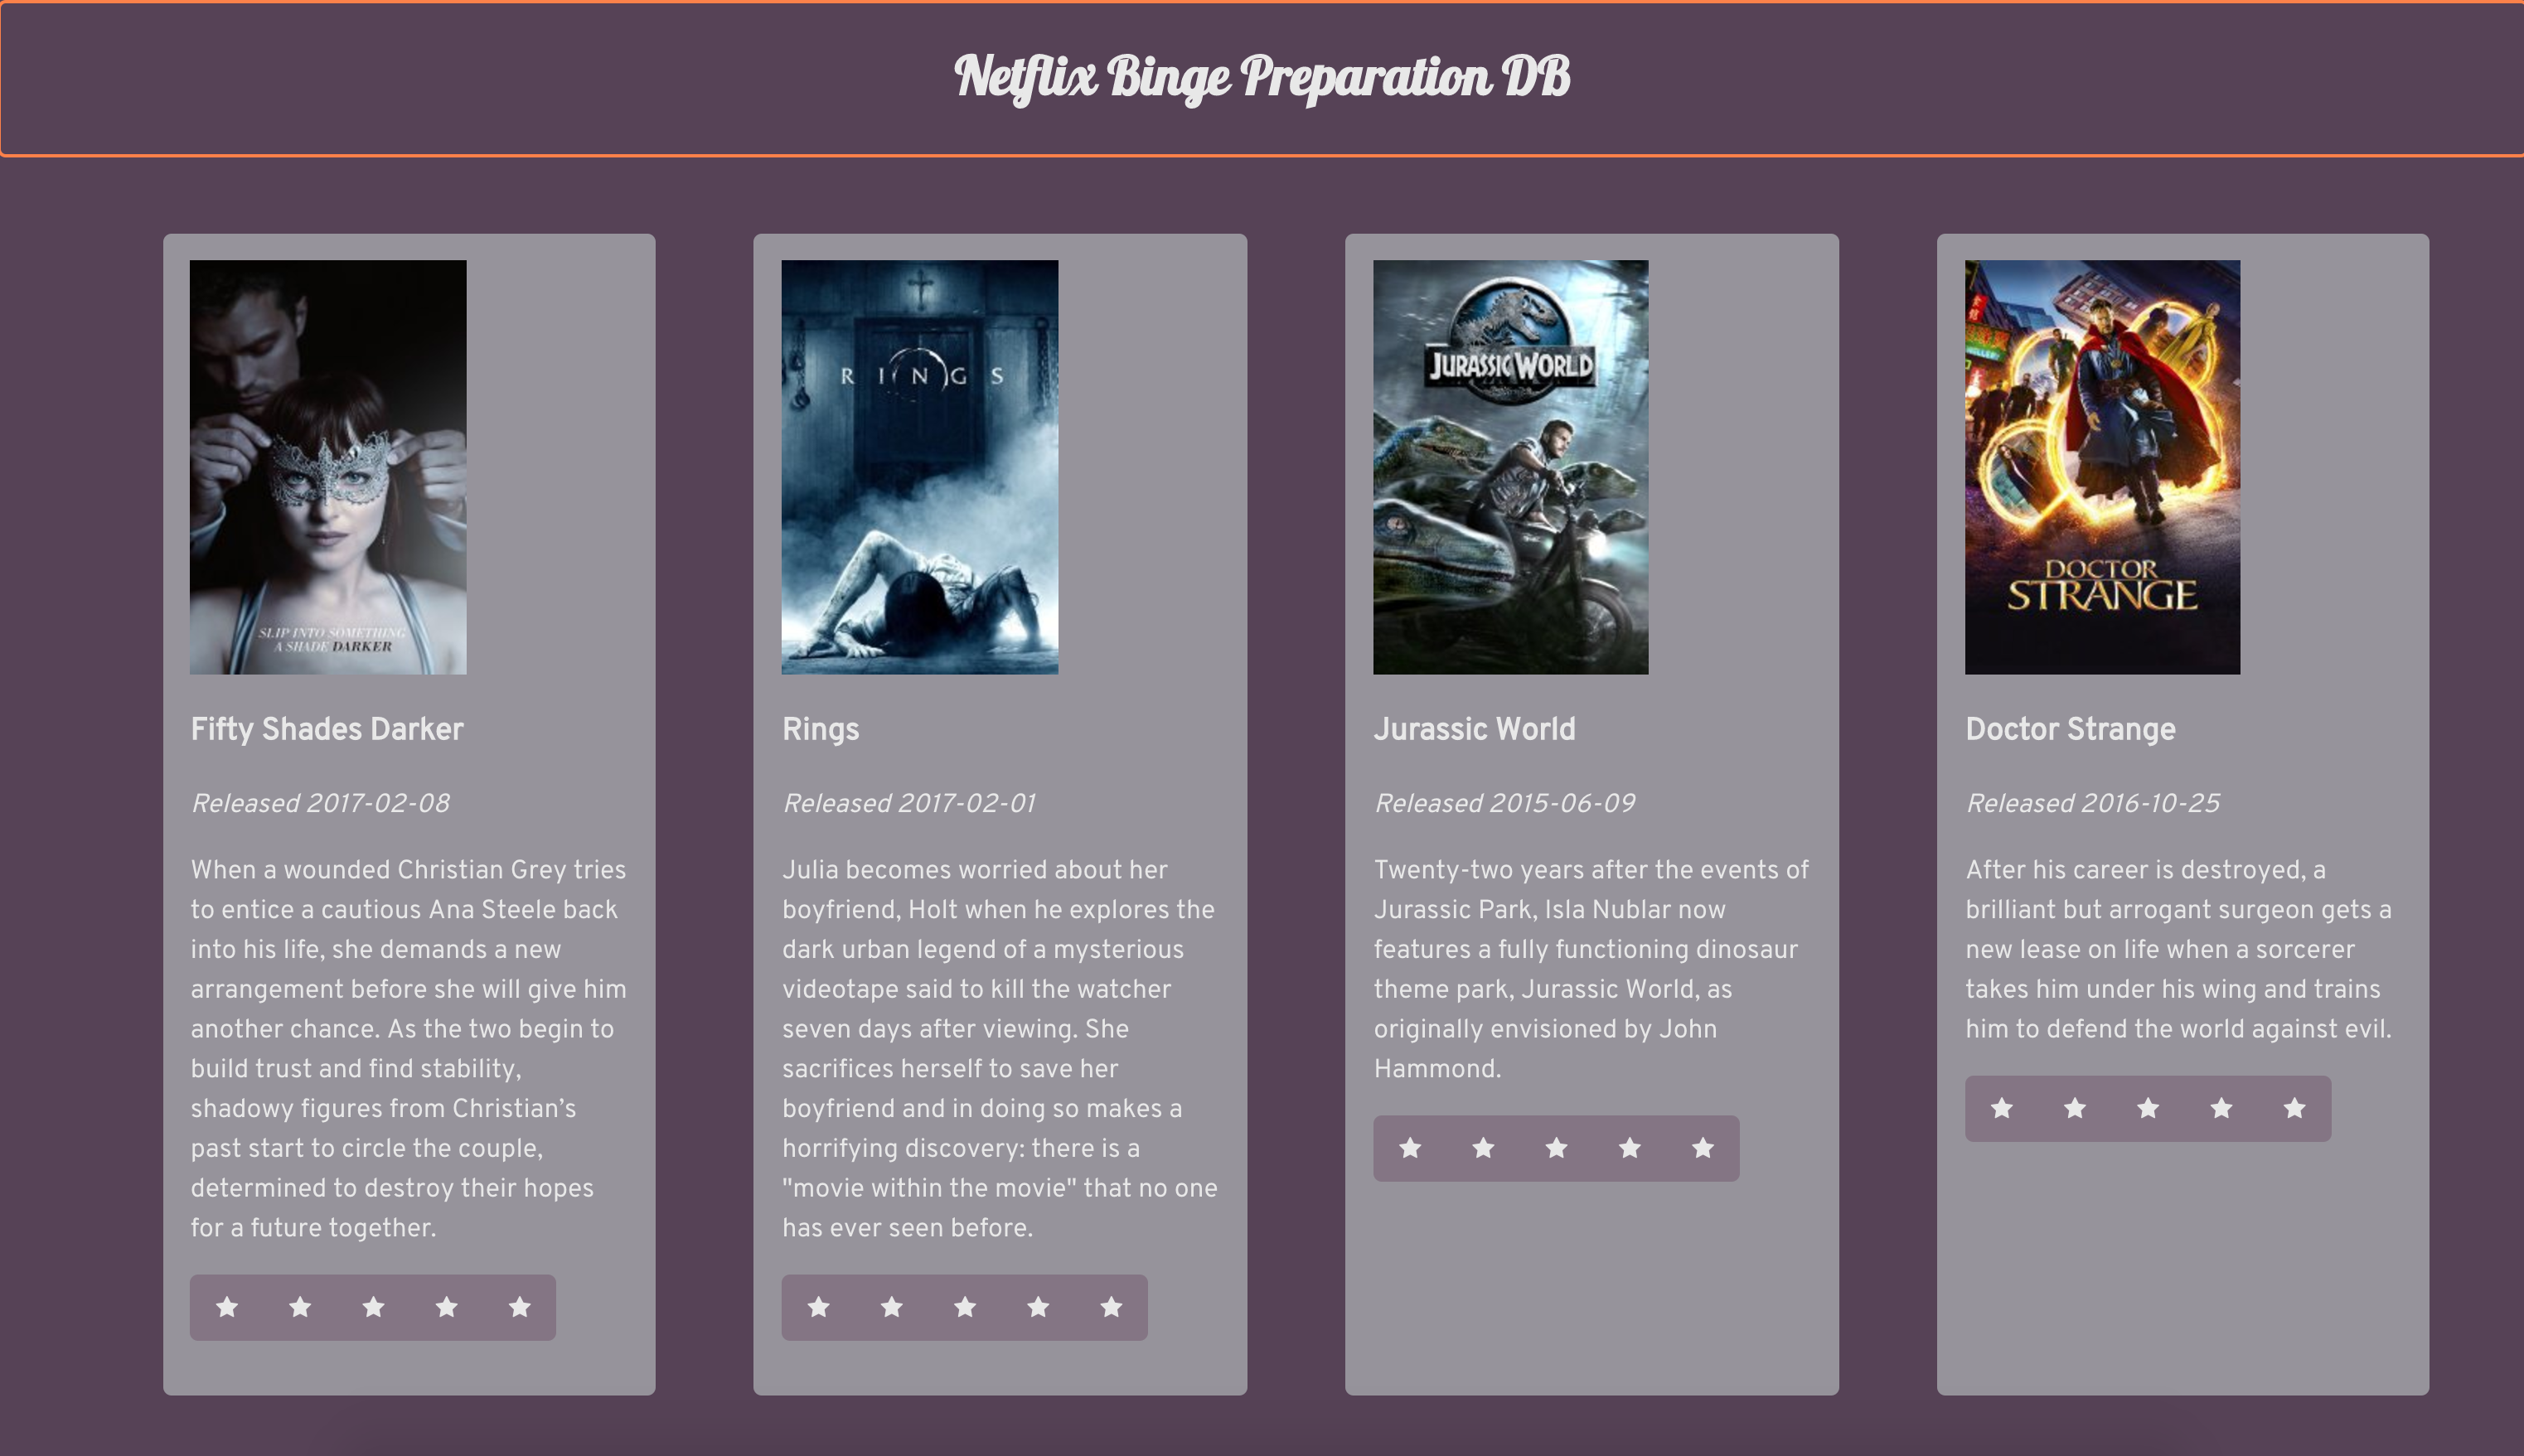 Netflix Binge Preparation DB
SLIP INTO SOMETHING
A SHADE DARKER
Fifty Shades Darker
Released 2017-02-08
When a wounded Christian Grey tries
to entice a cautious Ana Steele back
into his life, she demands a new
arrangement before she will give him
another chance. As the two begin to
build trust and find stability,
shadowy figures from Christian’s
past start to circle the couple,
determined to destroy their hopes
for a future together.
RINGS
Rings
Released 2017-02-01
Julia becomes worried about her
boyfriend, Holt when he explores the
dark urban legend of a mysterious
videotape said to kill the watcher
seven days after viewing. She
sacrifices herself to save her
boyfriend and in doing so makes a
horrifying discovery: there is a
"movie within the movie" that no one
has ever seen before.
JURASSIC WORLD
Jurassic World
Released 2015-06-09
Twenty-two years after the events of
Jurassic Park, Isla Nublar now
features a fully functioning dinosaur
theme park, Jurassic World, as
originally envisioned by John
Hammond.
DOCTOR
STRANGE
Doctor Strange
Released 2016-10-25
After his career is destroyed, a
brilliant but arrogant surgeon gets a
new lease on life when a sorcerer
takes him under his wing and trains
him to defend the world against evil.